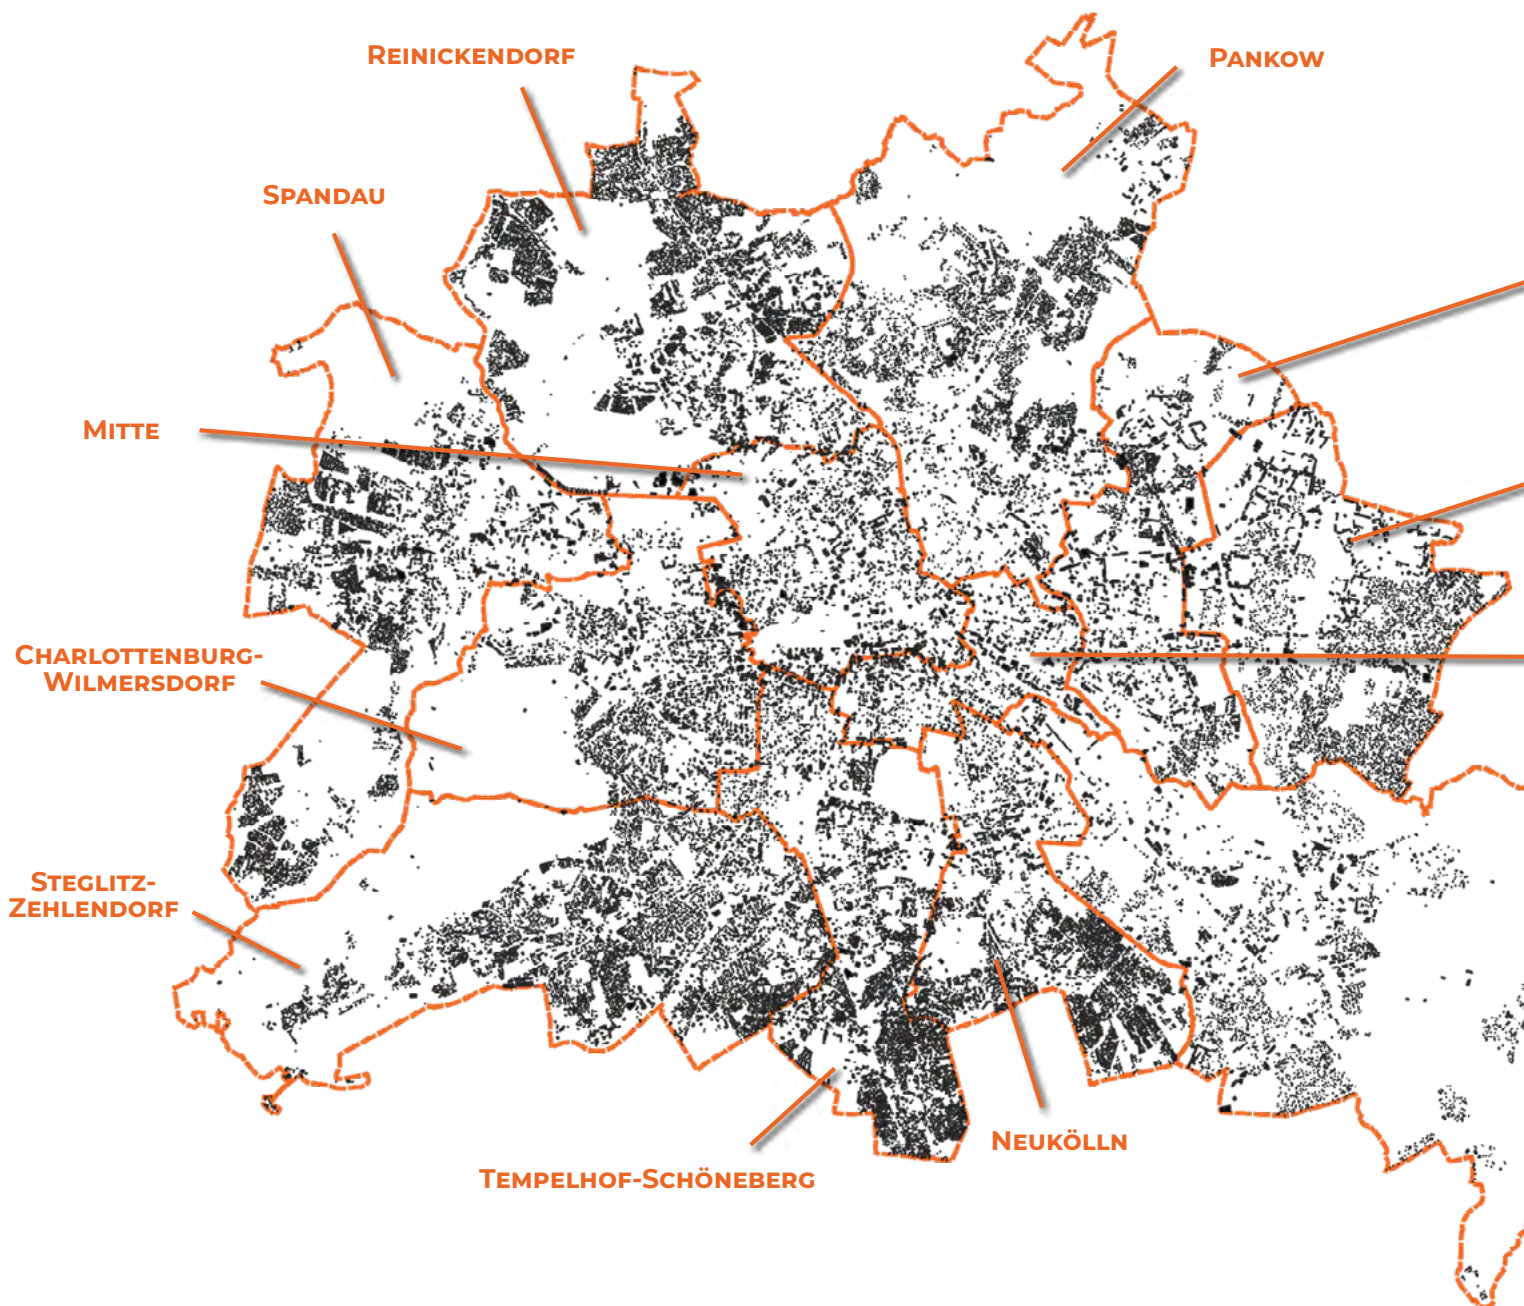 REINICKENDORF
PANKOW
SPANDAU
MITTE
CHARLOTTENBURG-
WILMERSDORF
STEGLITZ-
ZEHLENDORF
NEUKÖLLN
TEMPELHOF-SCHÖNEBERG